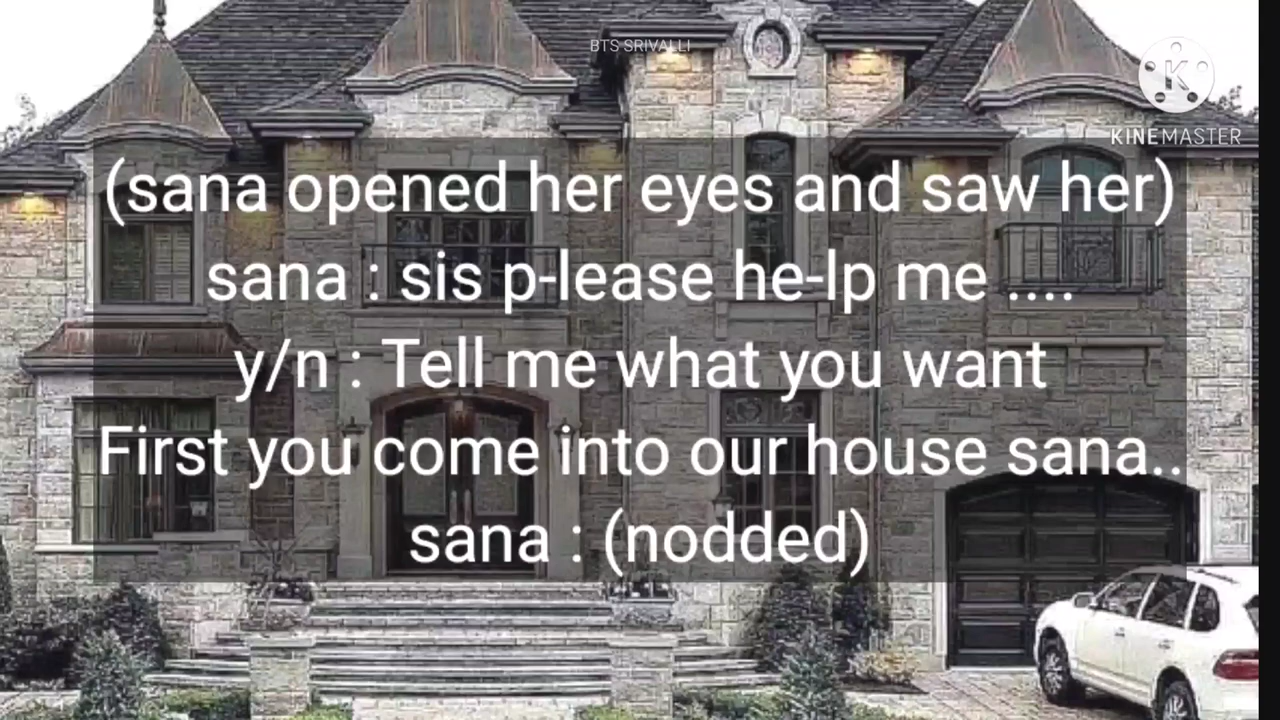 BTS SRIVALLI
K
KINEMASTER
(sana opened her eyes and saw her)
sana : sis p-lease he-lp me ....
y/n : Tell me what you want
First you come into our house sana..
sana : (nodded)